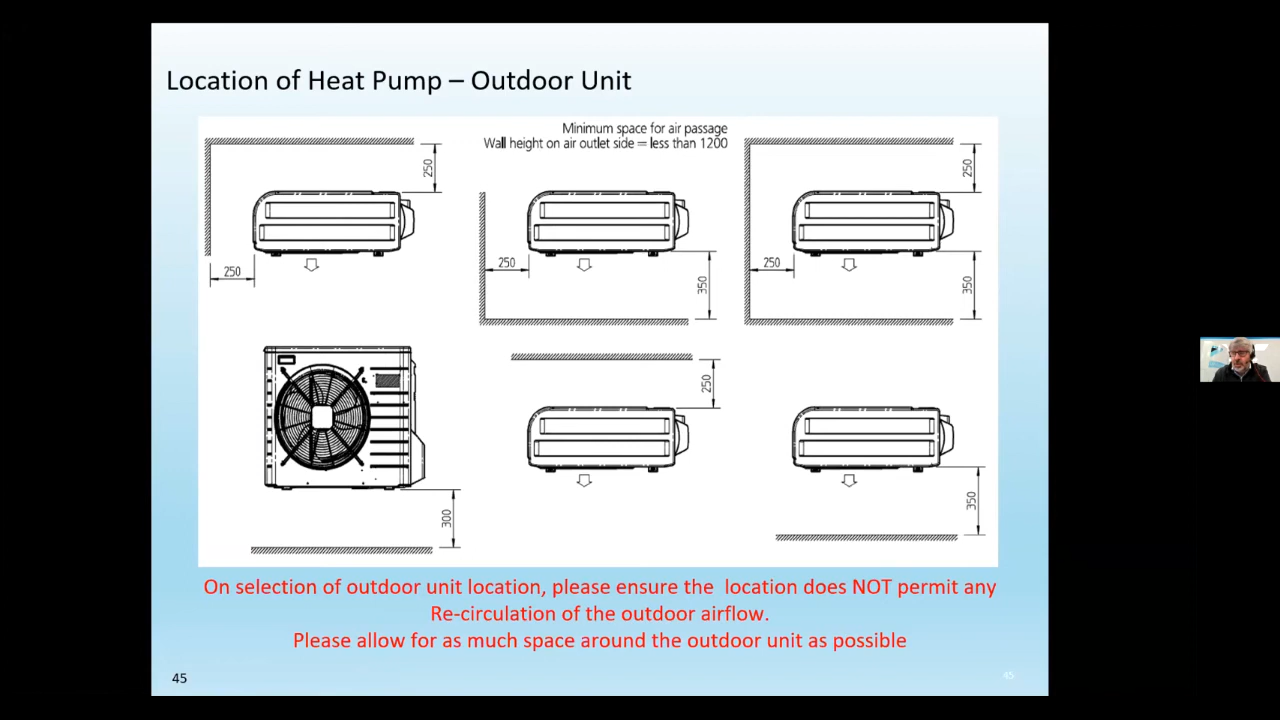 Location of Heat Pump – Outdoor Unit
Minimum space for air passage
Wall height on air outlet side = less than 1200
250
250
250
350
250
250
350
300
250
350
On selection of outdoor unit location, please ensure the location does NOT permit any
Re-circulation of the outdoor airflow.
Please allow for as much space around the outdoor unit as possible
45
45